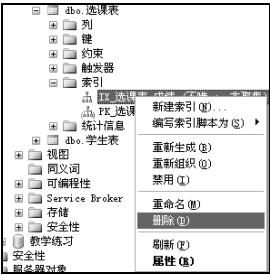 dbo.选课表
列
键
约束
触发器
索引
IX_选课表_成绩
PK_选课
统计信息
dbo.学生表
视图
同义词
可编程性
Service Broker
存储
安全性
教学练习
安全性
服务器对象
新建索引(N)...
编写索引脚本为(S)
重新生成(B)
重新组织(O)
禁用(I)
重命名(M)
删除(D)
刷新(F)
属性(R)